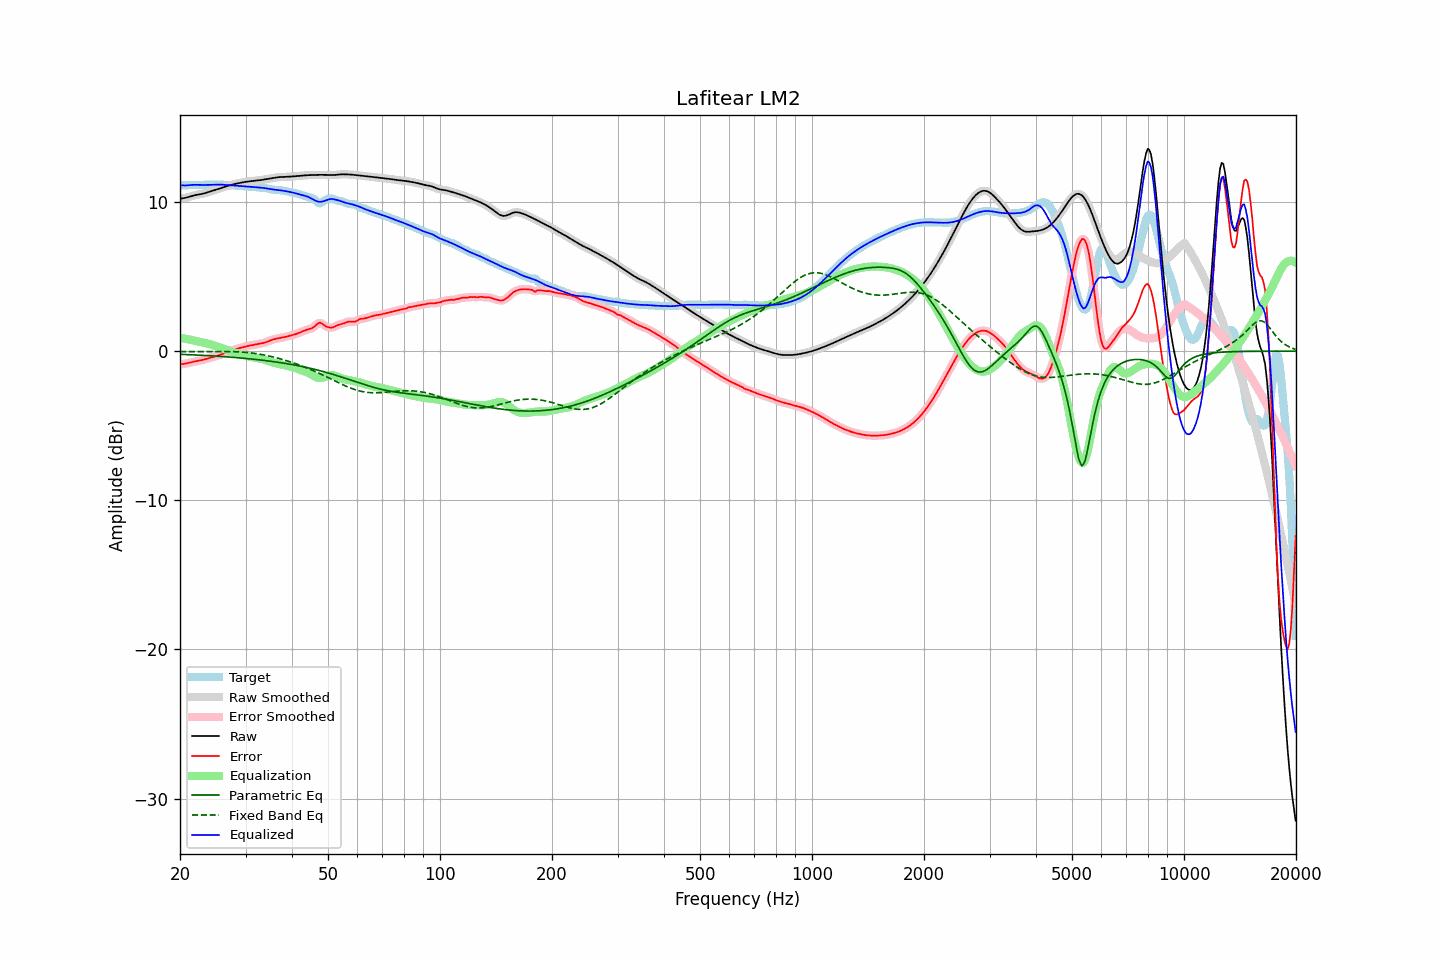 Lafitear LM2
Amplitude (dBr)
10
0
−10
−20
−30
Target
Raw Smoothed
Error Smoothed
Raw
Error
Equalization
Parametric Eq
Fixed Band Eq
Equalized
20 50 100 200 500 1000 2000 5000 10000 20000
Frequency (Hz)